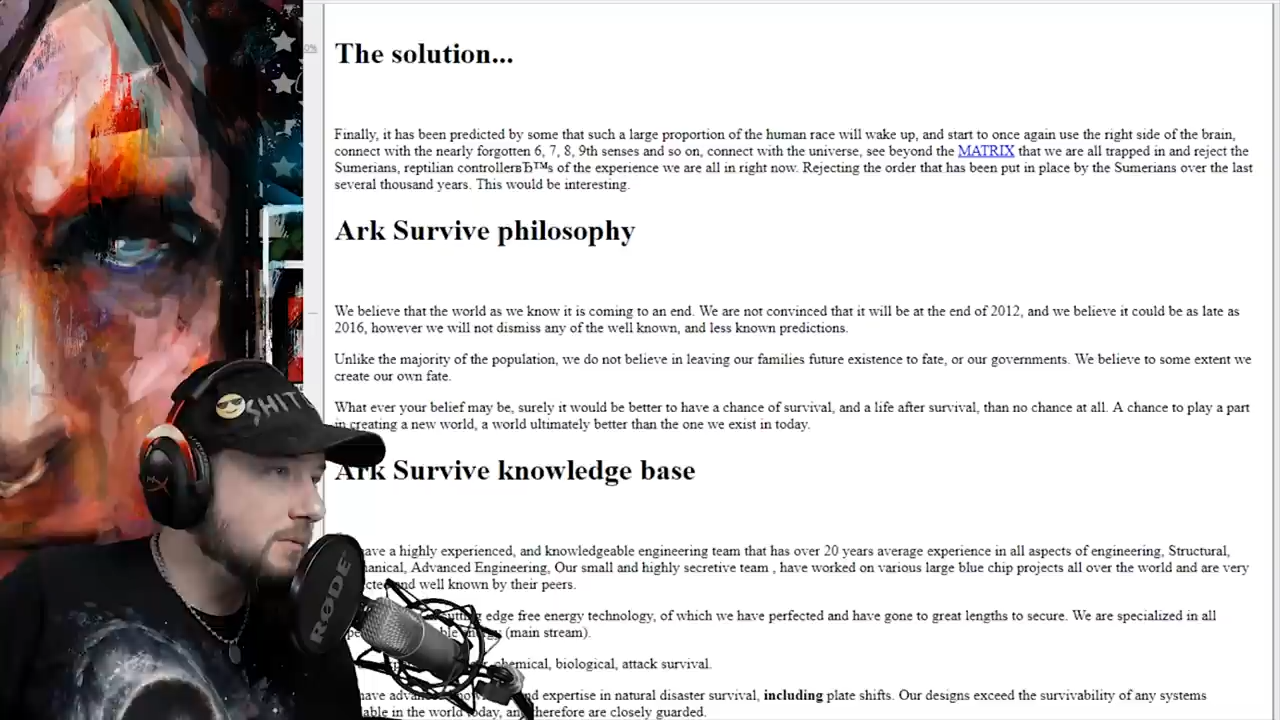 0%
The solution...
Finally, it has been predicted by some that such a large proportion of the human race will wake up, and start to once again use the right side of the brain,
connect with the nearly forgotten 6, 7, 8, 9th senses and so on, connect with the universe, see beyond the MATRIX that we are all trapped in and reject the
Sumerians, reptilian controllerвЂ™s of the experience we are all in right now. Rejecting the order that has been put in place by the Sumerians over the last
several thousand years. This would be interesting.
Ark Survive philosophy
We believe that the world as we know it is coming to an end. We are not convinced that it will be at the end of 2012, and we believe it could be as late as
2016, however we will not dismiss any of the well known, and less known predictions.
Unlike the majority of the population, we do not believe in leaving our families future existence to fate, or our governments. We believe to some extent we
create our own fate.
What ever your belief may be, surely it would be better to have a chance of survival, and a life after survival, than no chance at all. A chance to play a part
in creating a new world, a world ultimately better than the one we exist in today.
SHIT
Ark Survive knowledge base
have a highly experienced, and knowledgeable engineering team that has over 20 years average experience in all aspects of engineering, Structural,
Advanced Engineering, Our small and highly secretive team , have worked on various large blue chip projects all over the world and are very
and well known by their peers.
edge free energy technology, of which we have perfected and have gone to great lengths to secure. We are specialized in all
(main stream).
chemical, biological, attack survival.
have expertise in natural disaster survival, including plate shifts. Our designs exceed the survivability of any systems
in the world today, therefore are closely guarded.
RØDE